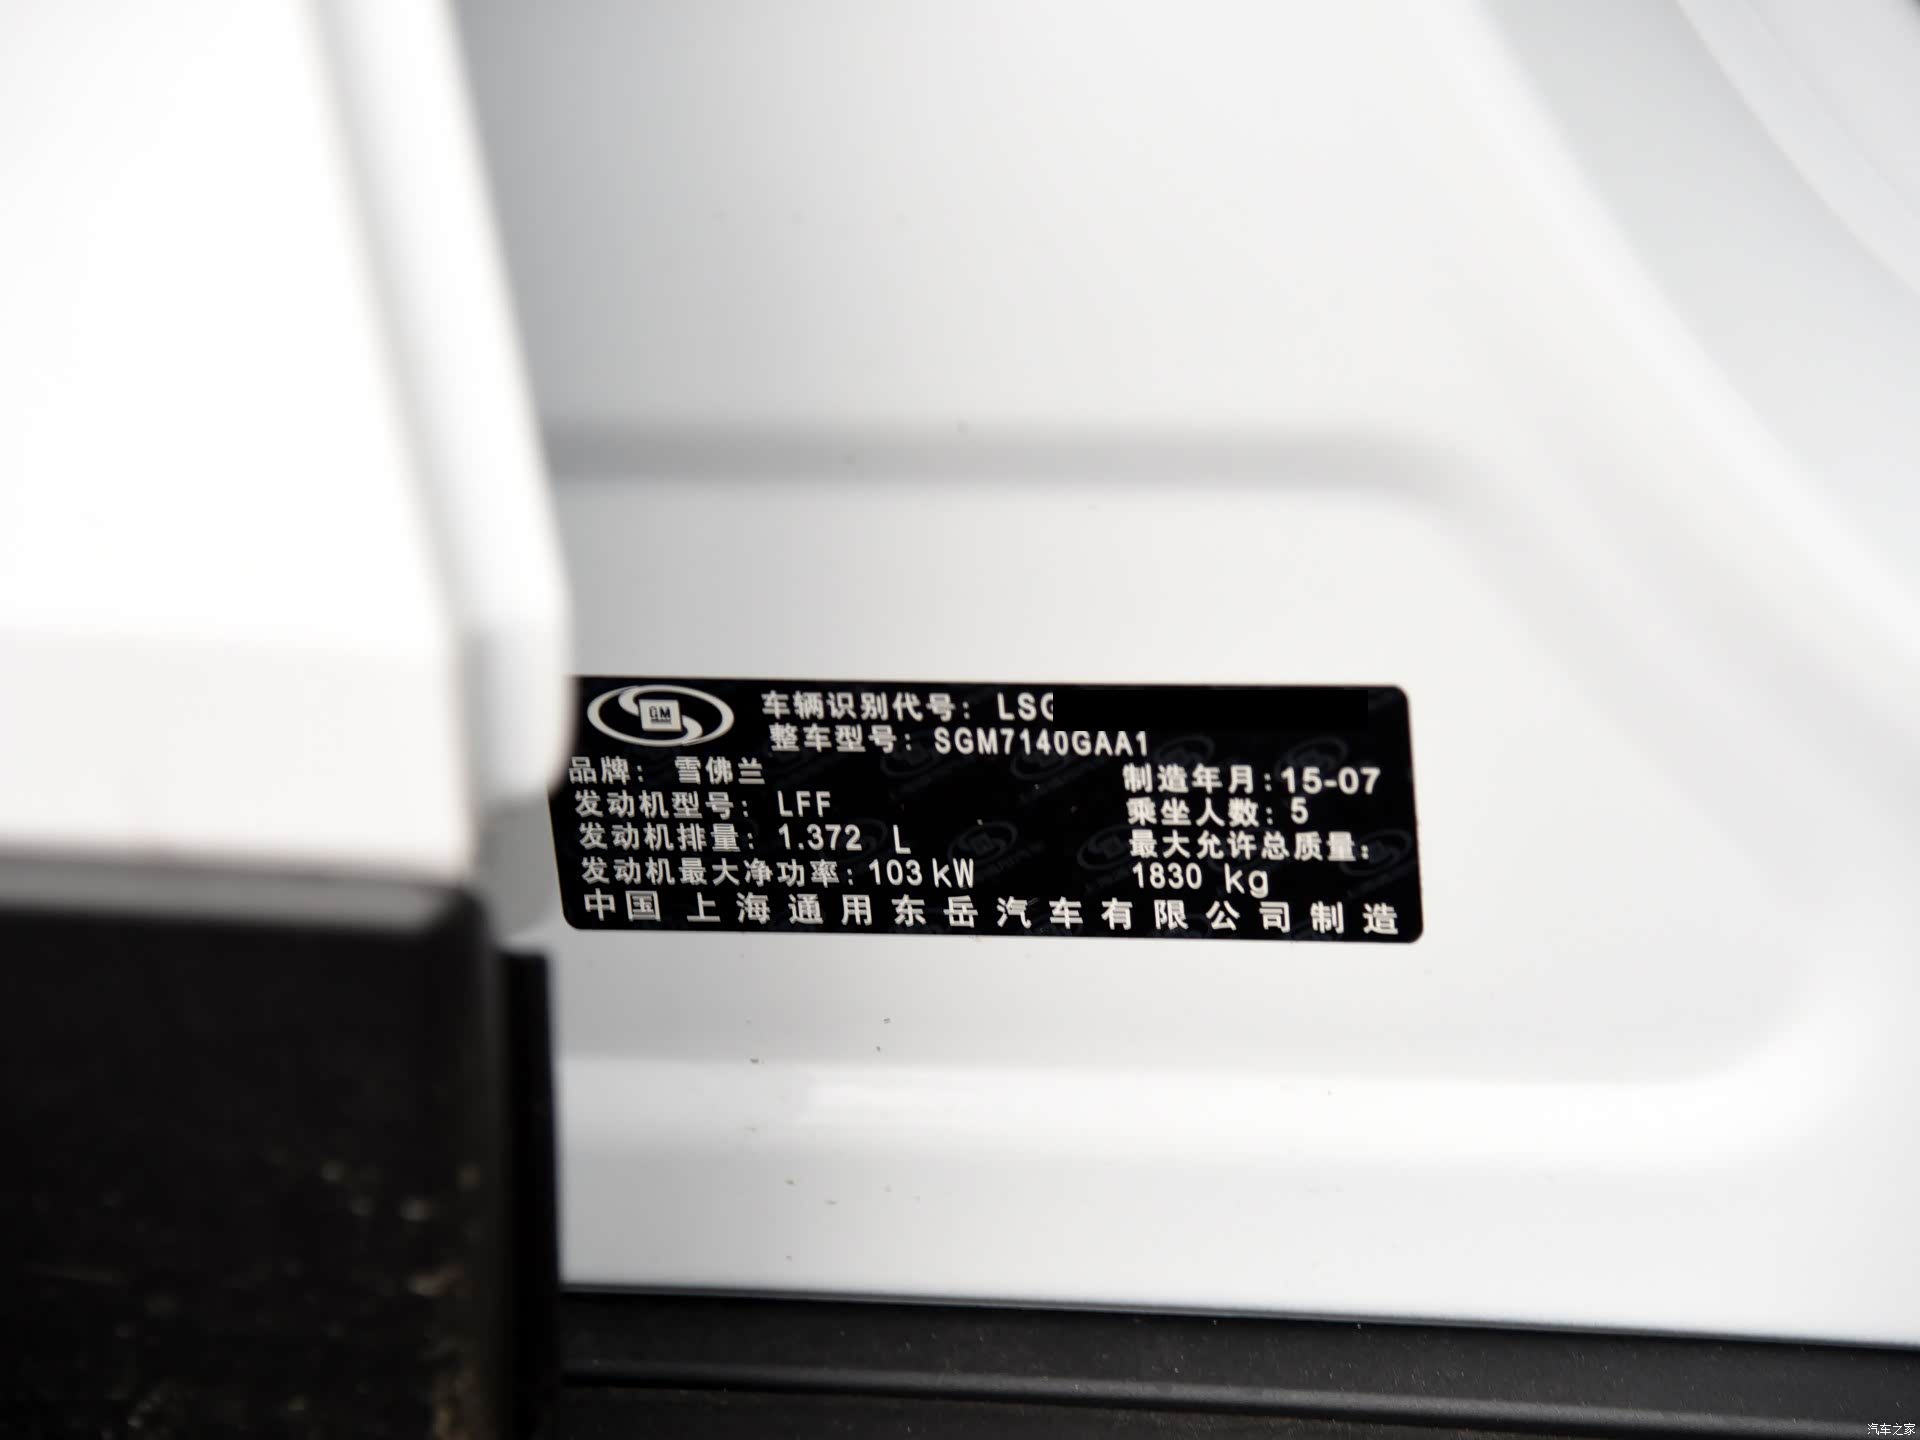 GM
车辆识别代号: LSG
整车型号: SGM7140GAA1
品牌: 雪佛兰
制造年月:15-07
发动机型号: LFF
乘坐人数: 5
发动机排量: 1.372 L
最大允许总质量:
发动机最大净功率:103 kW
1830 kg
中国 上海通用东岳汽车有限公司制造
汽车之家